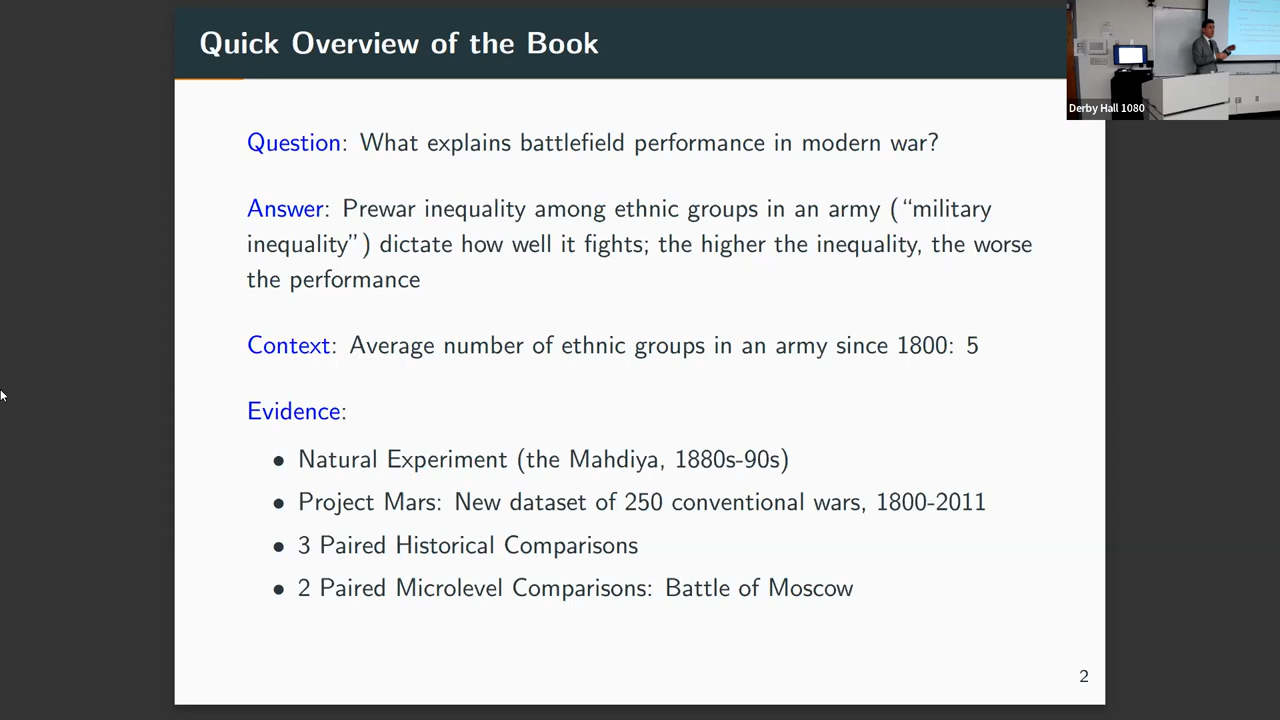 Quick Overview of the Book
Derby Hall 1080
Question: What explains battlefield performance in modern war?
Answer: Prewar inequality among ethnic groups in an army (“military
inequality”) dictate how well it fights; the higher the inequality, the worse
the performance
Context: Average number of ethnic groups in an army since 1800: 5
Evidence:
• Natural Experiment (the Mahdiya, 1880s-90s)
• Project Mars: New dataset of 250 conventional wars, 1800-2011
• 3 Paired Historical Comparisons
• 2 Paired Microlevel Comparisons: Battle of Moscow
2